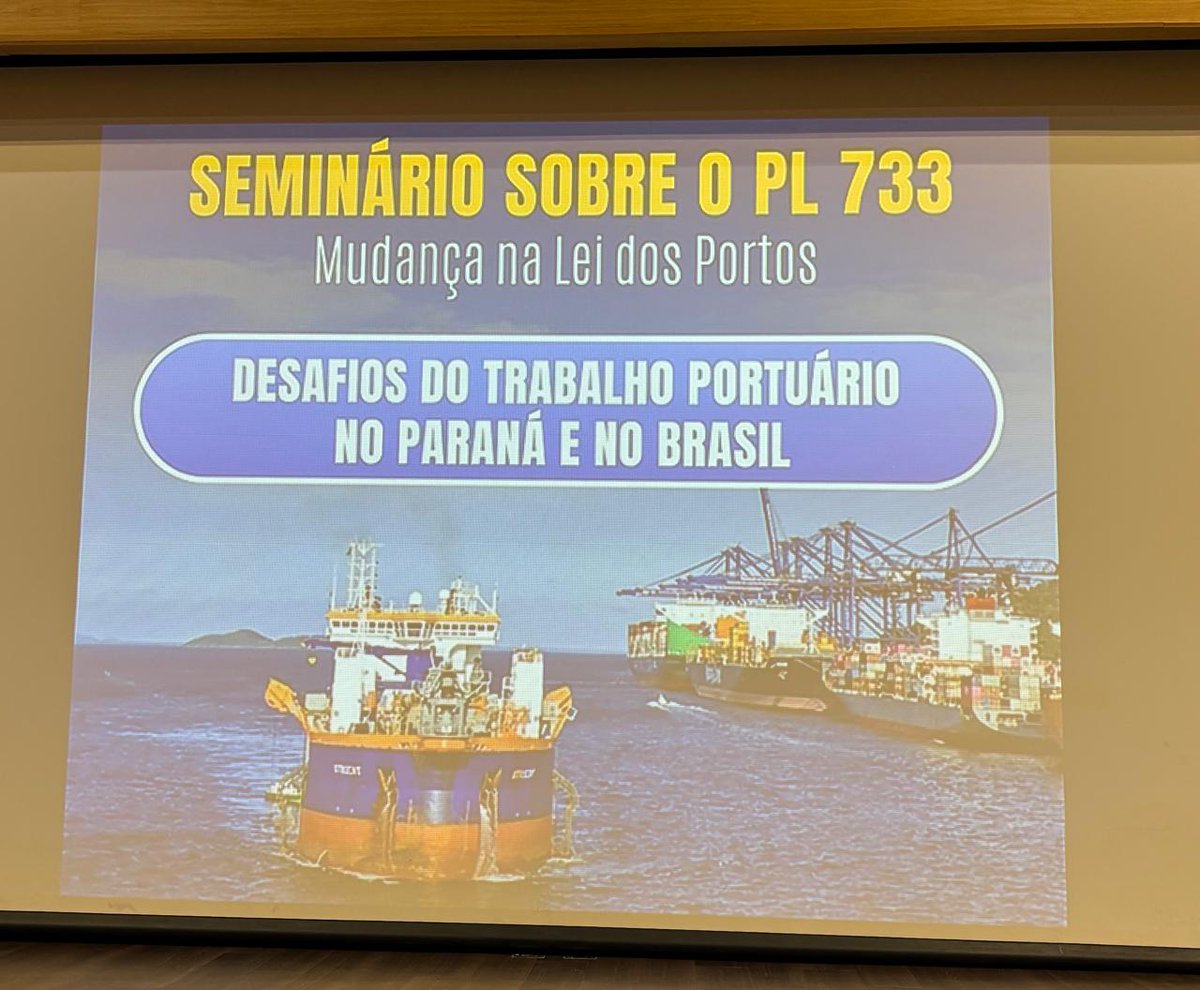 SEMINÁRIO SOBRE O PL 733
Mudança na Lei dos Portos
DESAFIOS DO TRABALHO PORTUÁRIO
NO PARANÁ E NO BRASIL